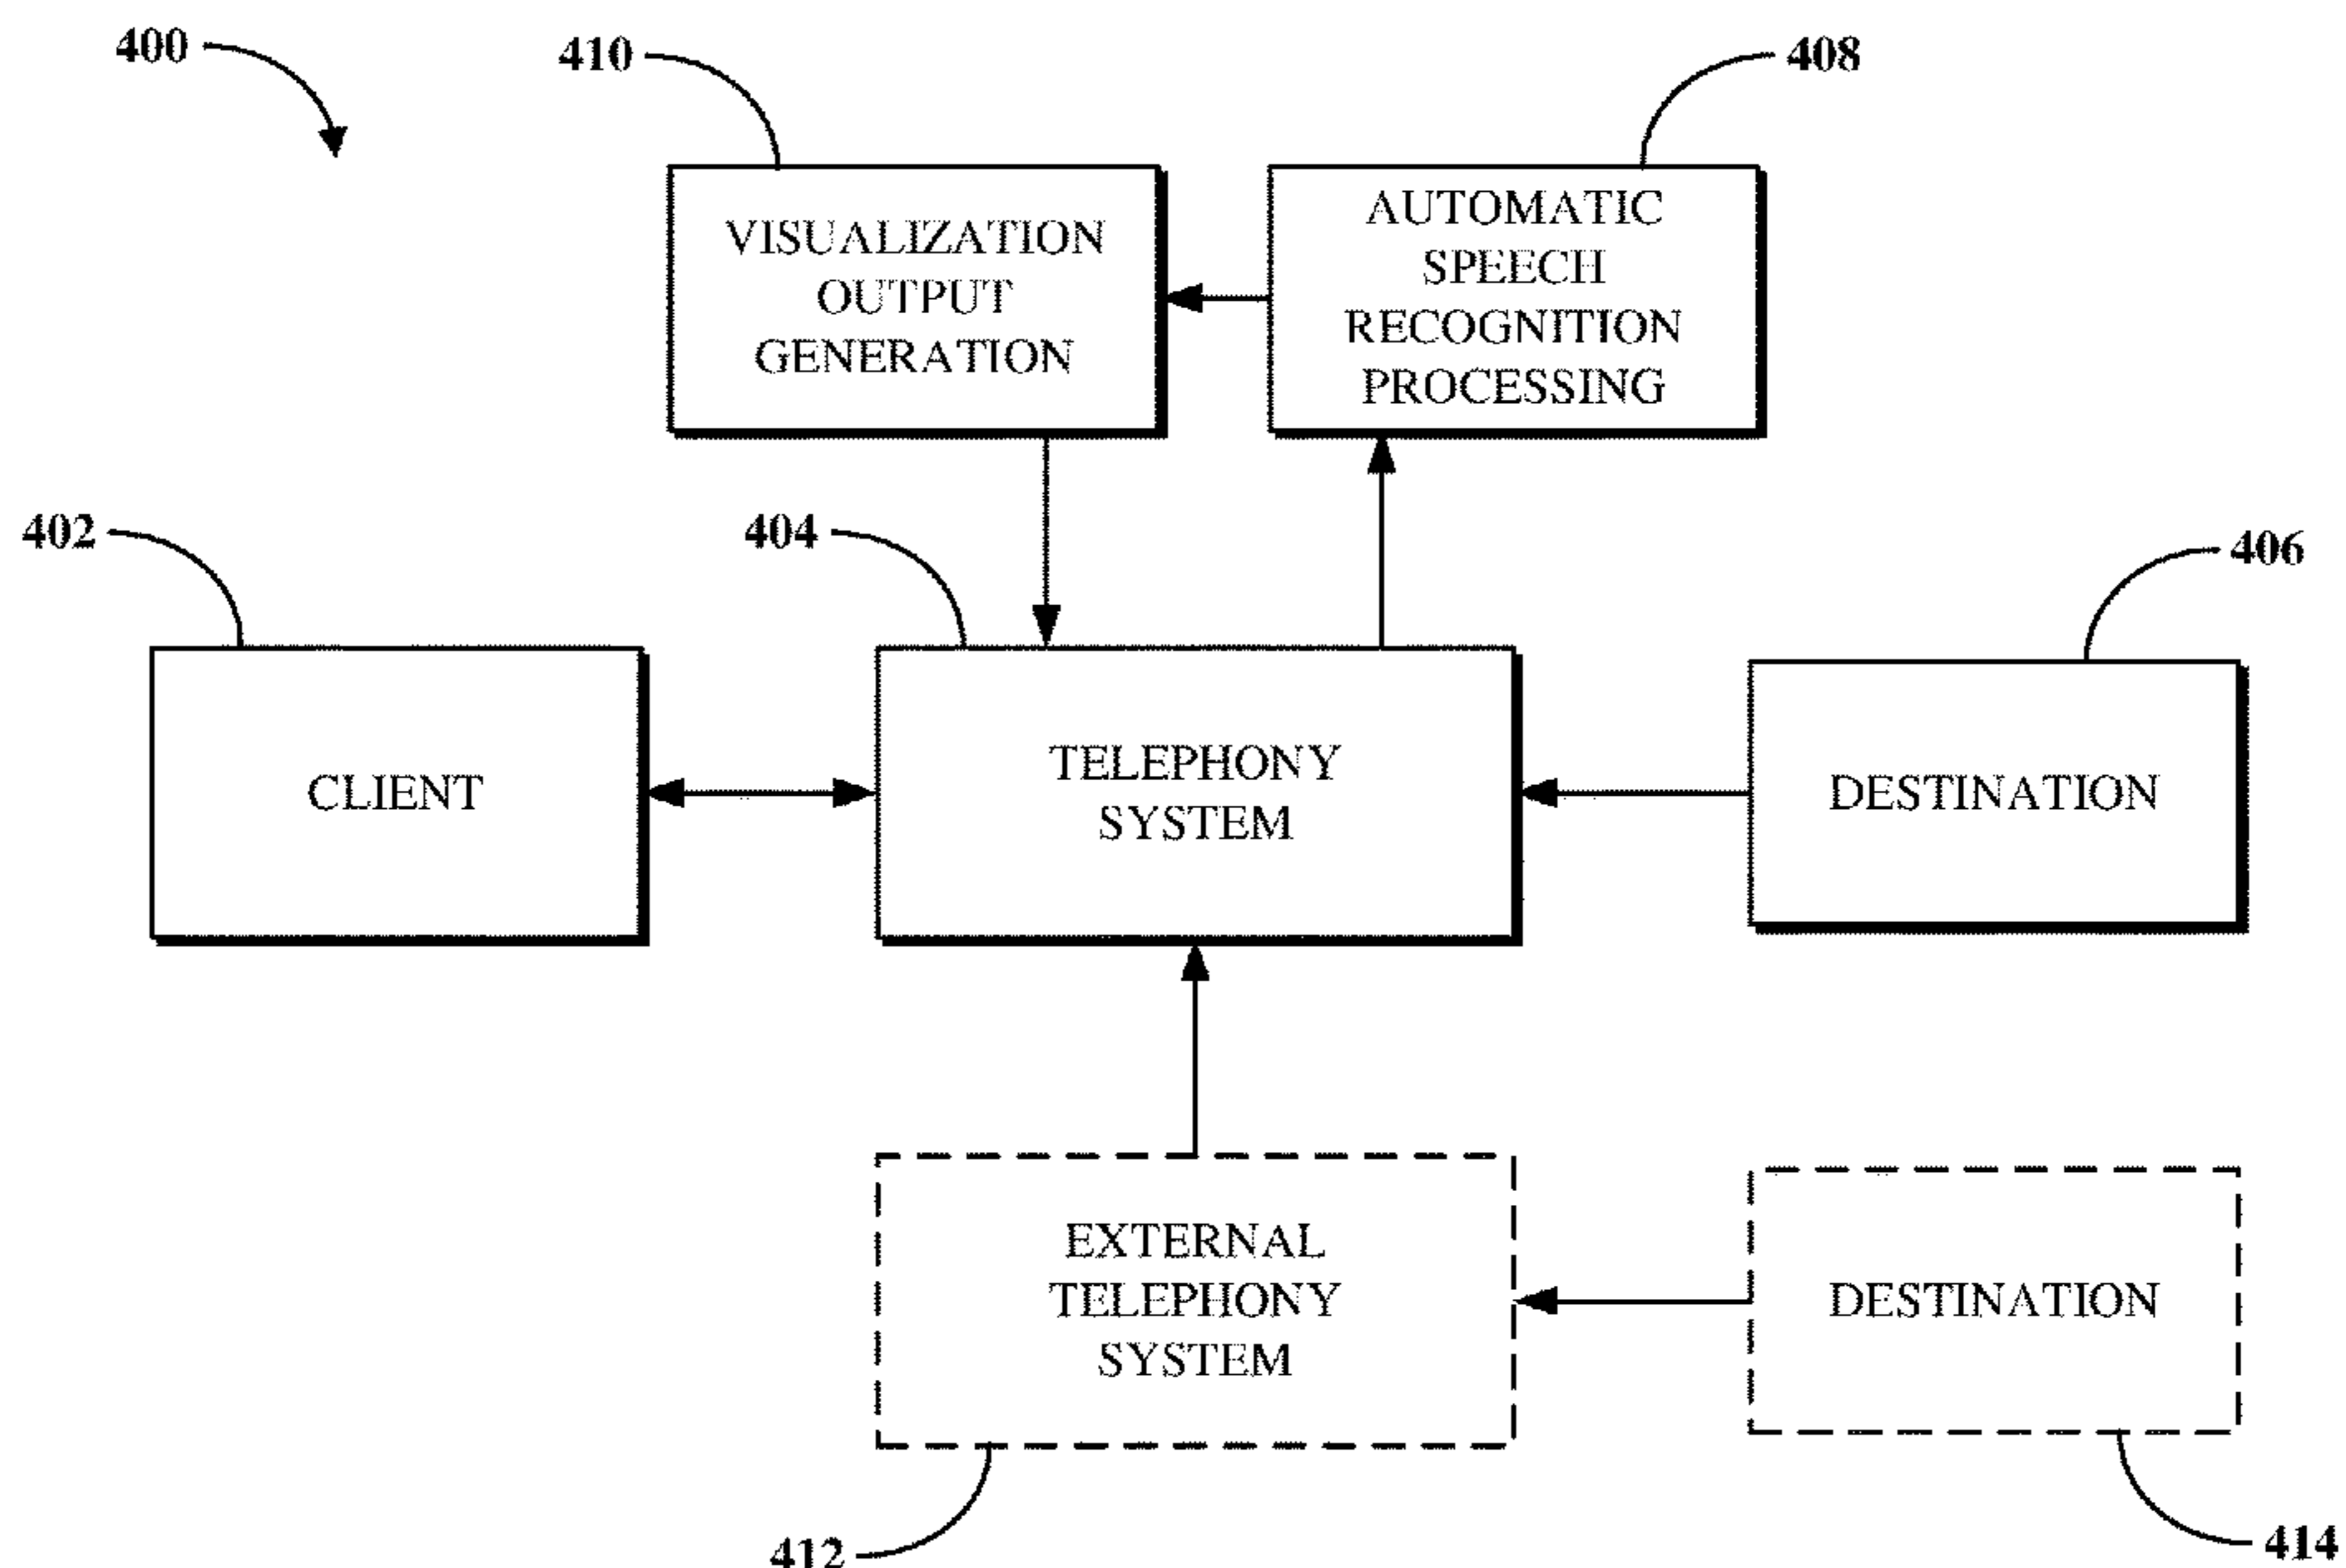 400
410
408
VISUALIZATION
OUTPUT
GENERATION
AUTOMATIC
SPEECH
RECOGNITION
PROCESSING
402
404
406
CLIENT
TELEPHONY
SYSTEM
DESTINATION
EXTERNAL
TELEPHONY
SYSTEM
DESTINATION
412
414